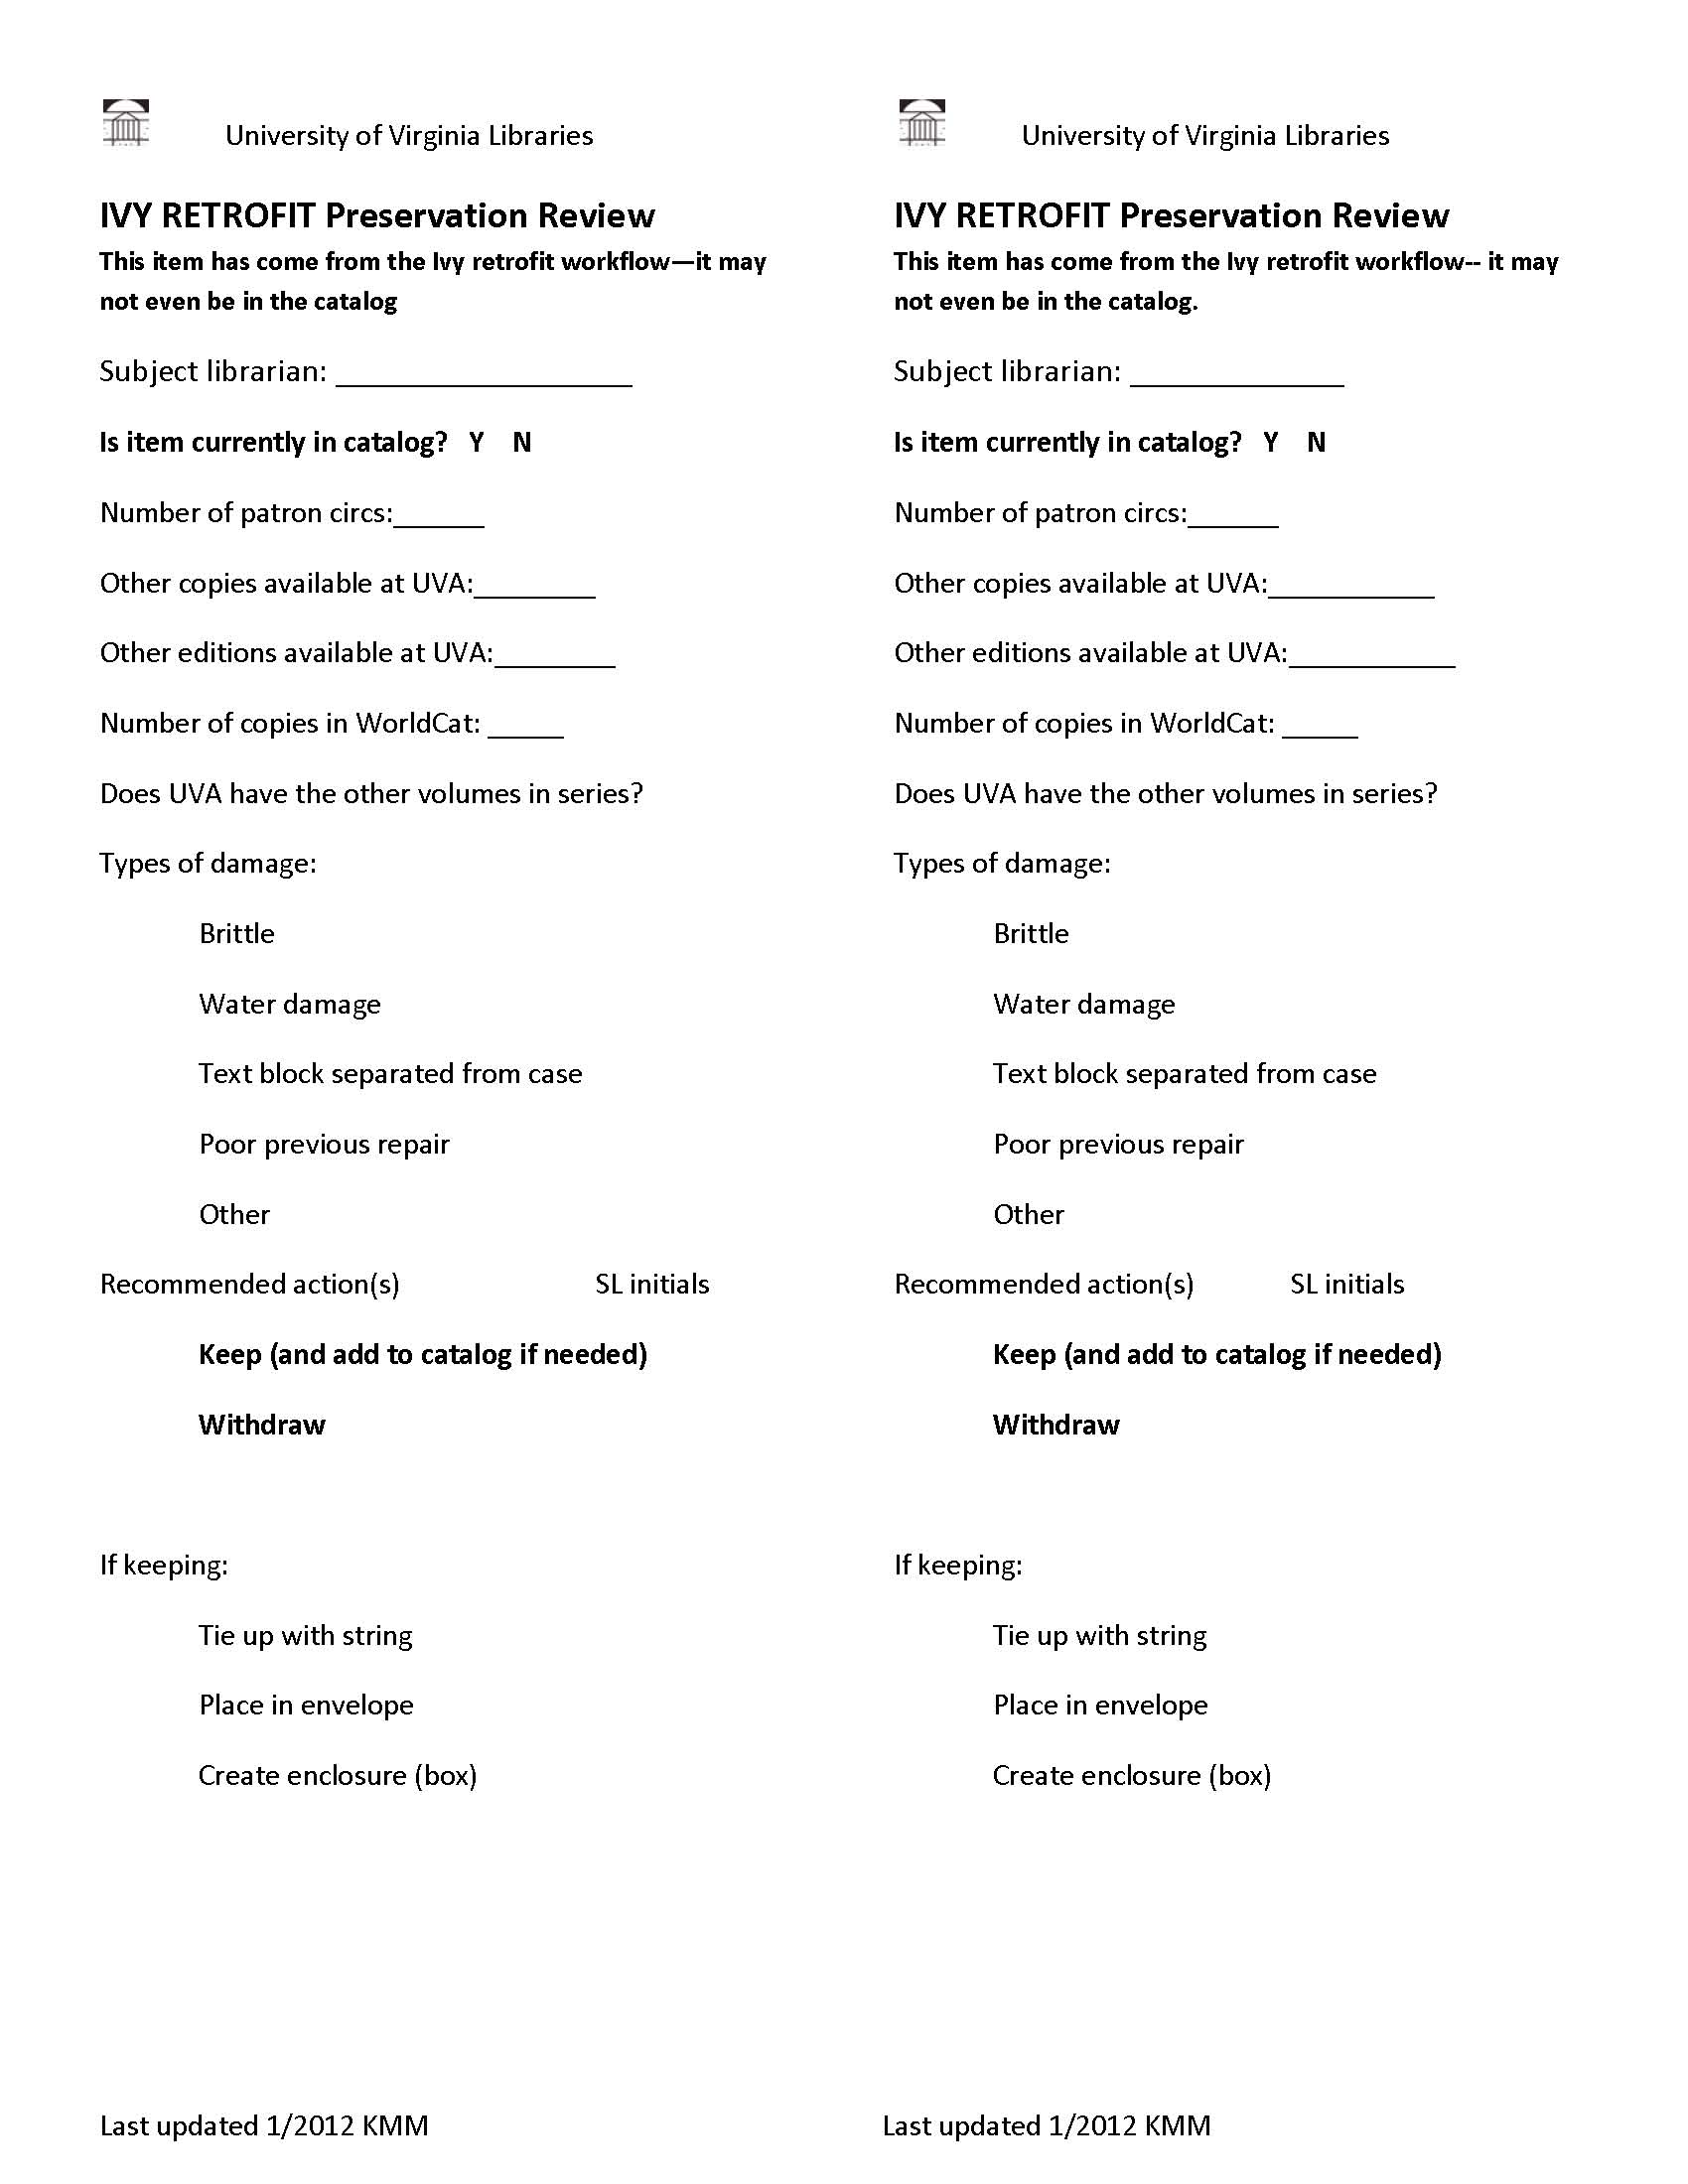 University of Virginia Libraries
IVY RETROFIT Preservation Review
This item has come from the Ivy retrofit workflow—it may
not even be in the catalog
Subject librarian: ___________________
Is item currently in catalog? Y N
Number of patron circs:______
Other copies available at UVA:________
Other editions available at UVA:________
Number of copies in WorldCat: _____
Does UVA have the other volumes in series?
Types of damage:
Brittle
Water damage
Text block separated from case
Poor previous repair
Other
Recommended action(s) SL initials
Keep (and add to catalog if needed)
Withdraw
If keeping:
Tie up with string
Place in envelope
Create enclosure (box)
Last updated 1/2012 KMM
University of Virginia Libraries
IVY RETROFIT Preservation Review
This item has come from the Ivy retrofit workflow-- it may
not even be in the catalog.
Subject librarian: ______________
Is item currently in catalog? Y N
Number of patron circs:______
Other copies available at UVA:___________
Other editions available at UVA:___________
Number of copies in WorldCat: _____
Does UVA have the other volumes in series?
Types of damage:
Brittle
Water damage
Text block separated from case
Poor previous repair
Other
Recommended action(s) SL initials
Keep (and add to catalog if needed)
Withdraw
If keeping:
Tie up with string
Place in envelope
Create enclosure (box)
Last updated 1/2012 KMM